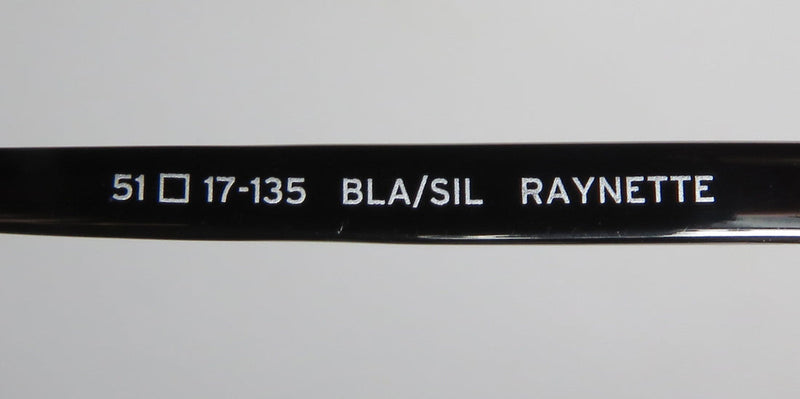 51 □ 17-135 BLA/SIL RAYNETTE